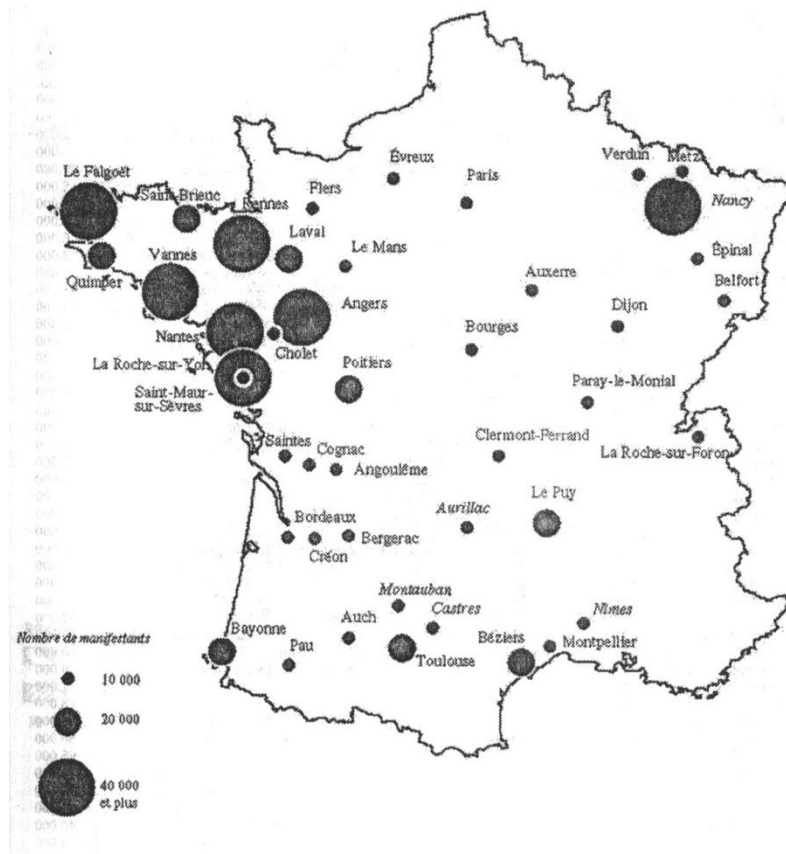 Évreux
Verdun
Metz
Le Falgoët
Paris
Flers
Saint-Brieuc
Rennes
Nancy
Laval
Le Mans
Vannes
Épinal
Quimper
Auxerre
Belfort
Angers
Dijon
Nantes
Bourges
Cholet
La Roche-sur-Yon
Poitiers
Saint-Maur-
sur-Sèvres
Paray-le-Monial
Saintes
Clermont-Ferrand
Cognac
La Roche-sur-Foron
Angoulême
Le Puy
Aurillac
Bordeaux
Bergerac
Créon
Montauban
Castres
Nimes
Auch
Nombre de manifestants
Bayonne
Béziers
Montpellier
Pau
Toulouse
10 000
20 000
40 000
et plus